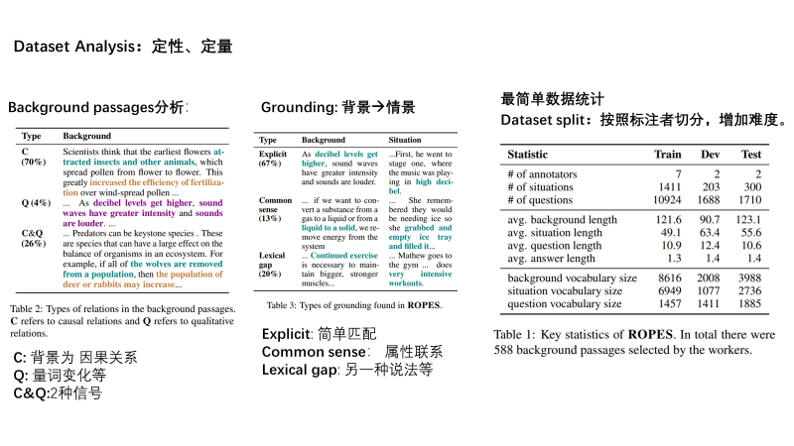 Dataset Analysis：定性、定量
Background passages分析：
Type Background
C Scientists think that the earliest flowers at-
(70%) tracted insects and other animals, which
spread pollen from flower to flower. This
greatly increased the efficiency of fertiliza-
tion over wind-spread pollen ...
Q (4%) ... As decibel levels get higher, sound
waves have greater intensity and sounds
are louder. ...
C&Q ... Predators can be keystone species . These
(26%) are species that can have a large effect on the
balance of organisms in an ecosystem. For
example, if all of the wolves are removed
from a population, then the population of
deer or rabbits may increase...
Table 2: Types of relations in the background passages.
C refers to causal relations and Q refers to qualitative
relations.
C: 背景为 因果关系
Q: 量词变化等
C&Q:2种信号
Grounding: 背景→情景
Type Background Situation
Explicit As decibel levels get ...First, he went to
(67%) higher, sound waves stage one, where
have greater intensity the music was play-
and sounds are louder. ing in high deci-
bel.
Common ... if we want to con- ... She remem-
sense vert a substance from a bered they would
(13%) gas to a liquid or from a be needing ice so
liquid to a solid, we re- she grabbed and
move energy from the empty ice tray
system and filled it...
Lexical ... Continued exercise ... Mathew goes to
gap is necessary to main- the gym ... does
(20%) tain bigger, stronger very intensive
muscles... workouts.
Table 3: Types of grounding found in ROPES.
Explicit: 简单匹配
Common sense： 属性联系
Lexical gap: 另一种说法等
最简单数据统计
Dataset split：按照标注者切分，增加难度。
Statistic Train Dev Test
# of annotators 7 2 2
# of situations 1411 203 300
# of questions 10924 1688 1710
avg. background length 121.6 90.7 123.1
avg. situation length 49.1 63.4 55.6
avg. question length 10.9 12.4 10.6
avg. answer length 1.3 1.4 1.4
background vocabulary size 8616 2008 3988
situation vocabulary size 6949 1077 2736
question vocabulary size 1457 1411 1885
Table 1: Key statistics of ROPES. In total there were
588 background passages selected by the workers.